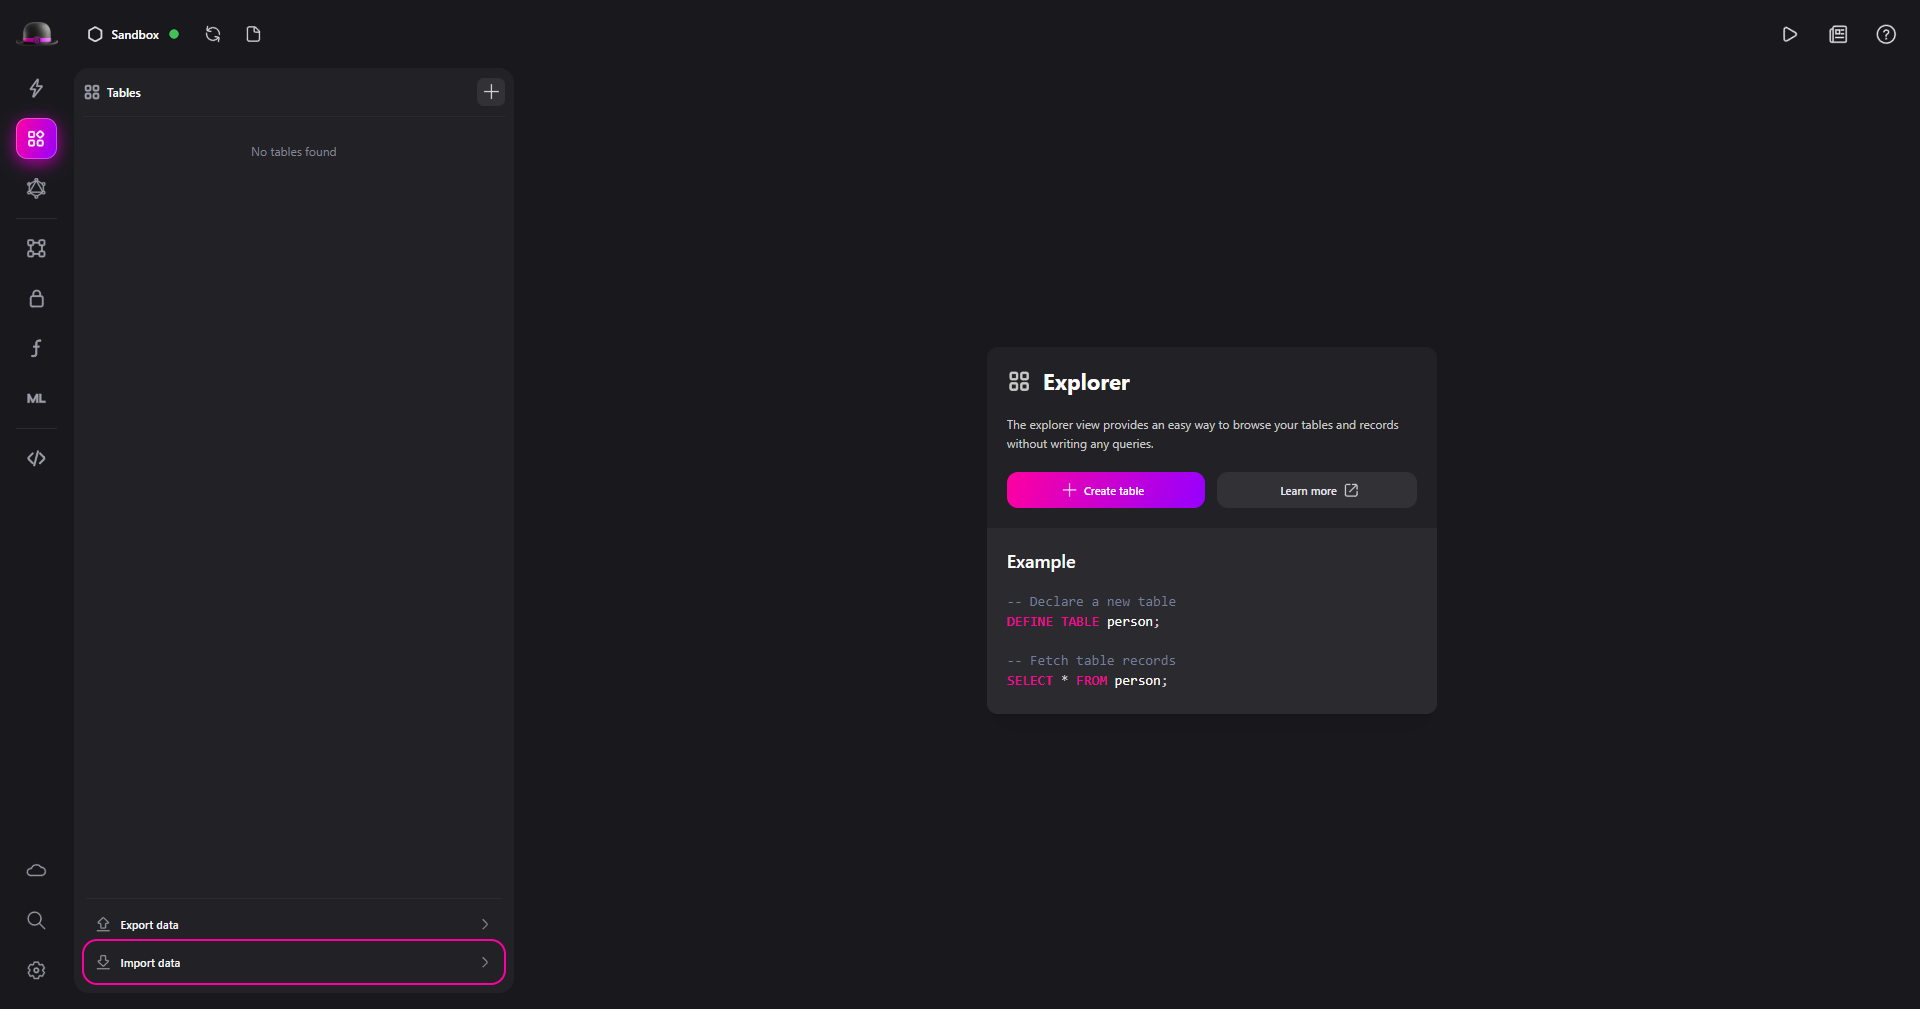 Sandbox
Tables
No tables found
ML
Explorer
The explorer view provides an easy way to browse your tables and records
without writing any queries.
Create table
Learn more
Example
-- Declare a new table
DEFINE TABLE person;
-- Fetch table records
SELECT * FROM person;
Export data
Import data